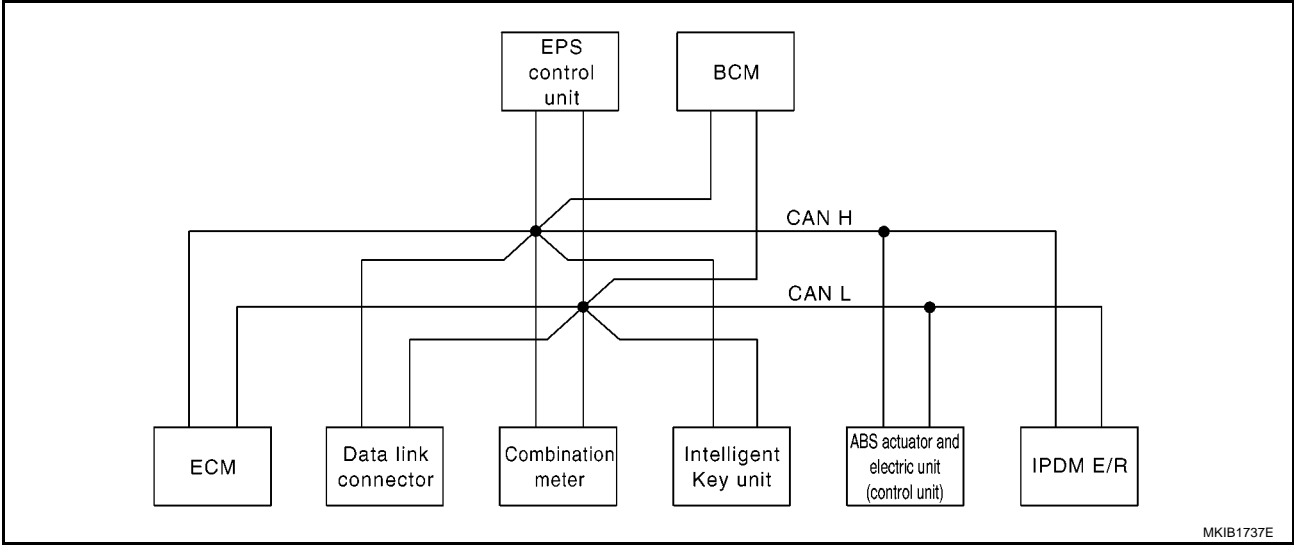 EPS
control
unit
BCM
CAN H
CAN L
ECM
Data link
connector
Combination
meter
Intelligent
Key unit
ABS actuator and
electric unit
(control unit)
IPDM E/R
MKIB1737E